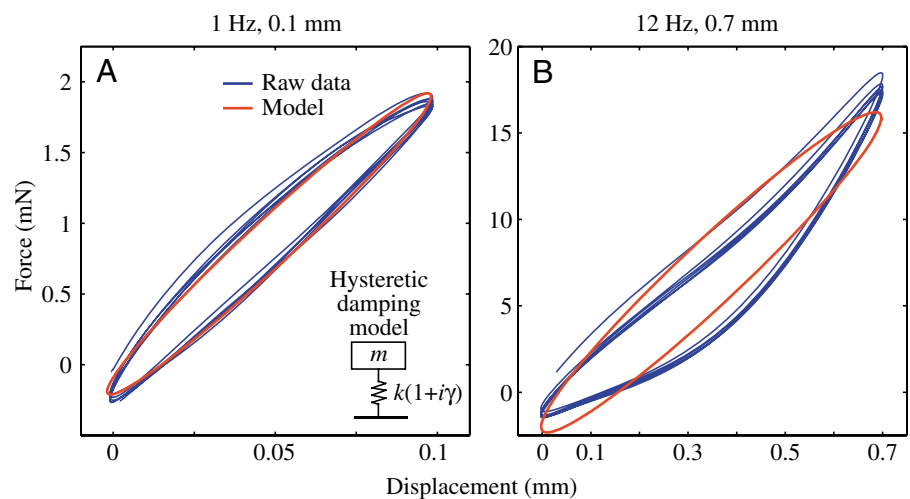 1 Hz, 0.1 mm
12 Hz, 0.7 mm
A
B
Raw data
Model
Force (mN)
2
1.5
1
0.5
0
20
15
10
5
0
Hysteretic
damping
model
m
k(1+iγ)
0
0.05
0.1
0
0.1
0.3
0.5
0.7
Displacement (mm)